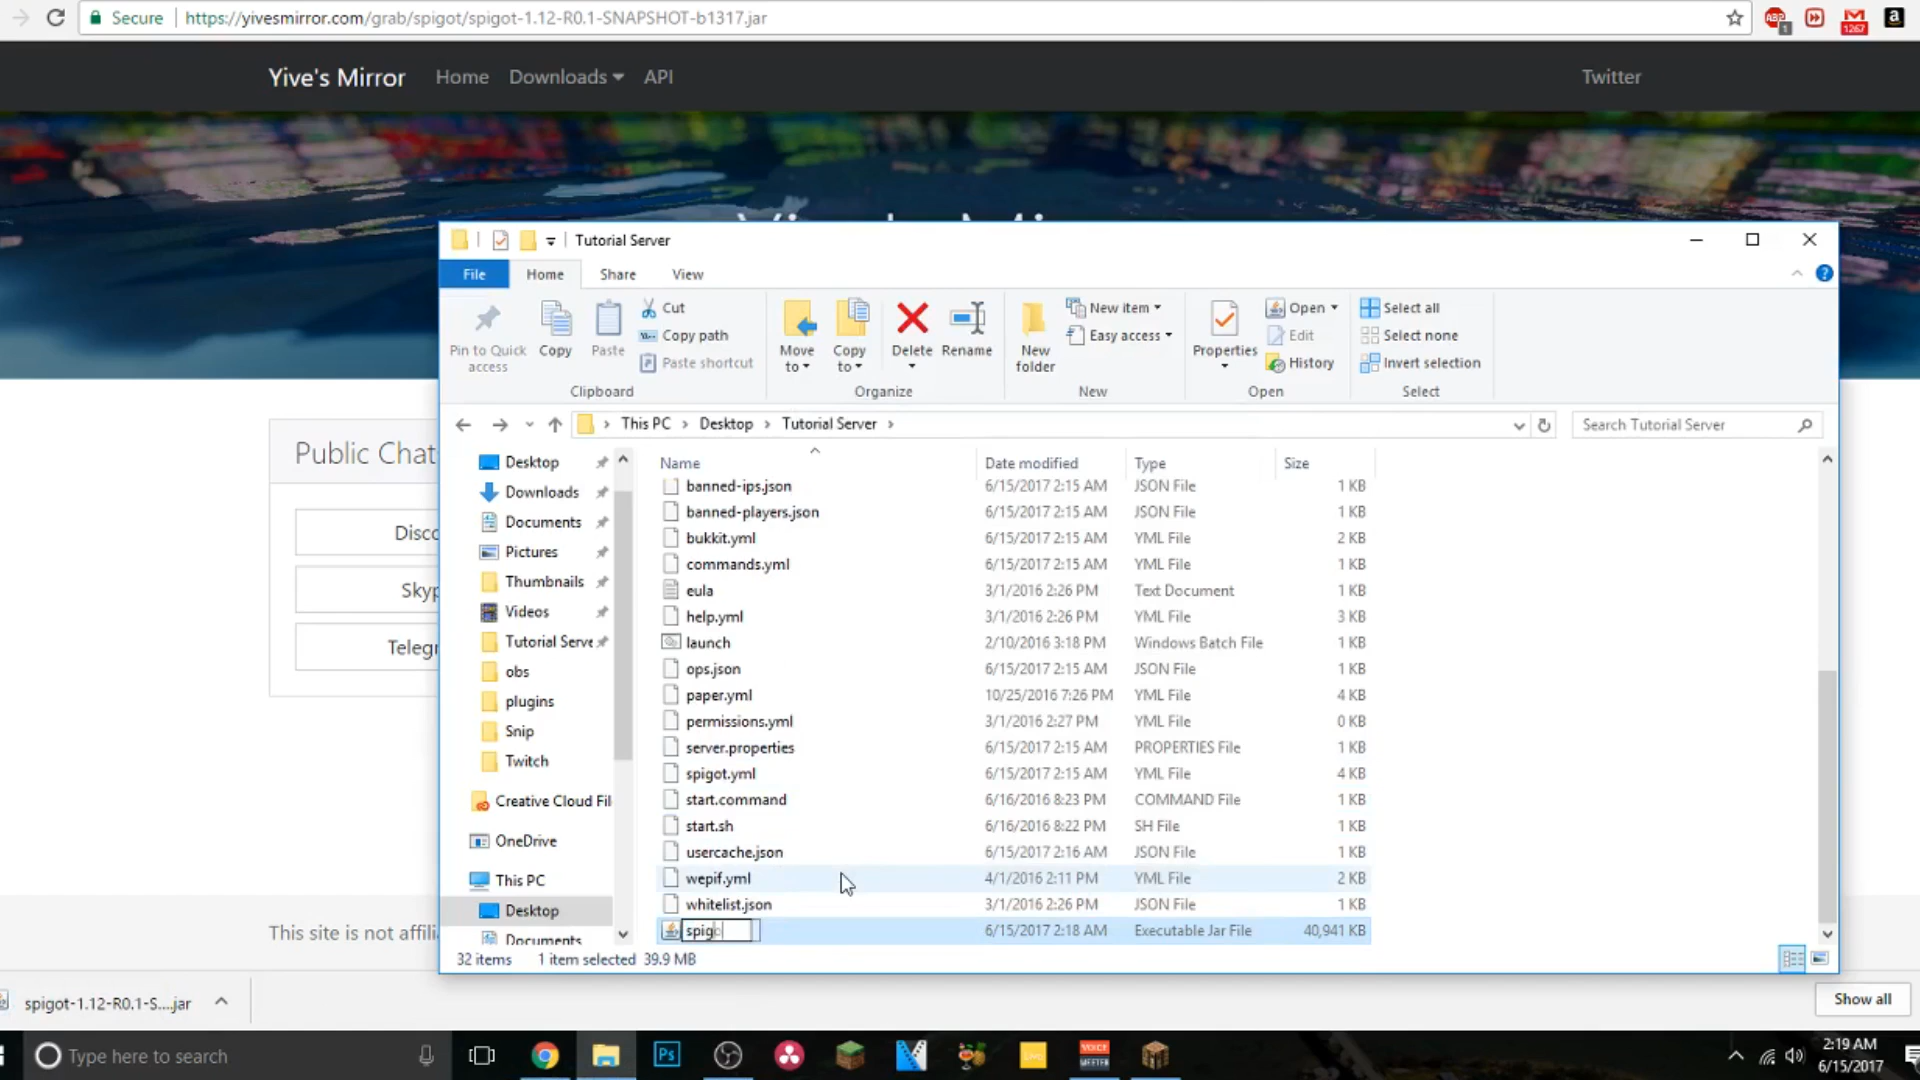 Secure | https://yivesmirror.com/grab/spigot/spigot-1.12-R0.1-SNAPSHOT-b1317.jar
1
1267
Yive's Mirror Home Downloads API Twitter
Tutorial Server
File Home Share View
Pin to Quick access
Copy
Paste
Cut
Copy path
Paste shortcut
Clipboard
Move to
Copy to
Delete
Rename
Organize
New folder
New item
Easy access
New
Properties
Open
Edit
History
Open
Select all
Select none
Invert selection
Select
This PC > Desktop > Tutorial Server >
Search Tutorial Server
Public Chat
Disco
Skyp
Telegr
Desktop
Downloads
Documents
Pictures
Thumbnails
Videos
Tutorial Serve
obs
plugins
Snip
Twitch
Creative Cloud Fil
OneDrive
This PC
Desktop
Documents
Name Date modified Type Size
banned-ips.json 6/15/2017 2:15 AM JSON File 1 KB
banned-players.json 6/15/2017 2:15 AM JSON File 1 KB
bukkit.yml 6/15/2017 2:15 AM YML File 2 KB
commands.yml 6/15/2017 2:15 AM YML File 1 KB
eula 3/1/2016 2:26 PM Text Document 1 KB
help.yml 3/1/2016 2:26 PM YML File 3 KB
launch 2/10/2016 3:18 PM Windows Batch File 1 KB
ops.json 6/15/2017 2:15 AM JSON File 1 KB
paper.yml 10/25/2016 7:26 PM YML File 4 KB
permissions.yml 3/1/2016 2:27 PM YML File 0 KB
server.properties 6/15/2017 2:15 AM PROPERTIES File 1 KB
spigot.yml 6/15/2017 2:15 AM YML File 4 KB
start.command 6/16/2016 8:23 PM COMMAND File 1 KB
start.sh 6/16/2016 8:22 PM SH File 1 KB
usercache.json 6/15/2017 2:16 AM JSON File 1 KB
wepif.yml 4/1/2016 2:11 PM YML File 2 KB
whitelist.json 3/1/2016 2:26 PM JSON File 1 KB
spigo 6/15/2017 2:18 AM Executable Jar File 40,941 KB
32 items 1 item selected 39.9 MB
This site is not affili
spigot-1.12-R0.1-S....jar
Show all
Type here to search
Ps
VOICE MEETER
2:19 AM
6/15/2017